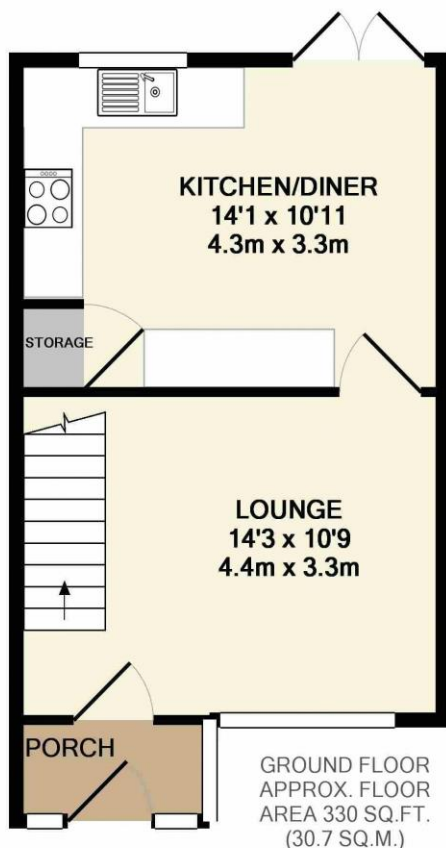 KITCHEN/DINER
14'1 x 10'11
4.3m x 3.3m
STORAGE
LOUNGE
14'3 x 10'9
4.4m x 3.3m
PORCH
GROUND FLOOR
APPROX. FLOOR
AREA 330 SQ.FT.
(30.7 SQ.M.)